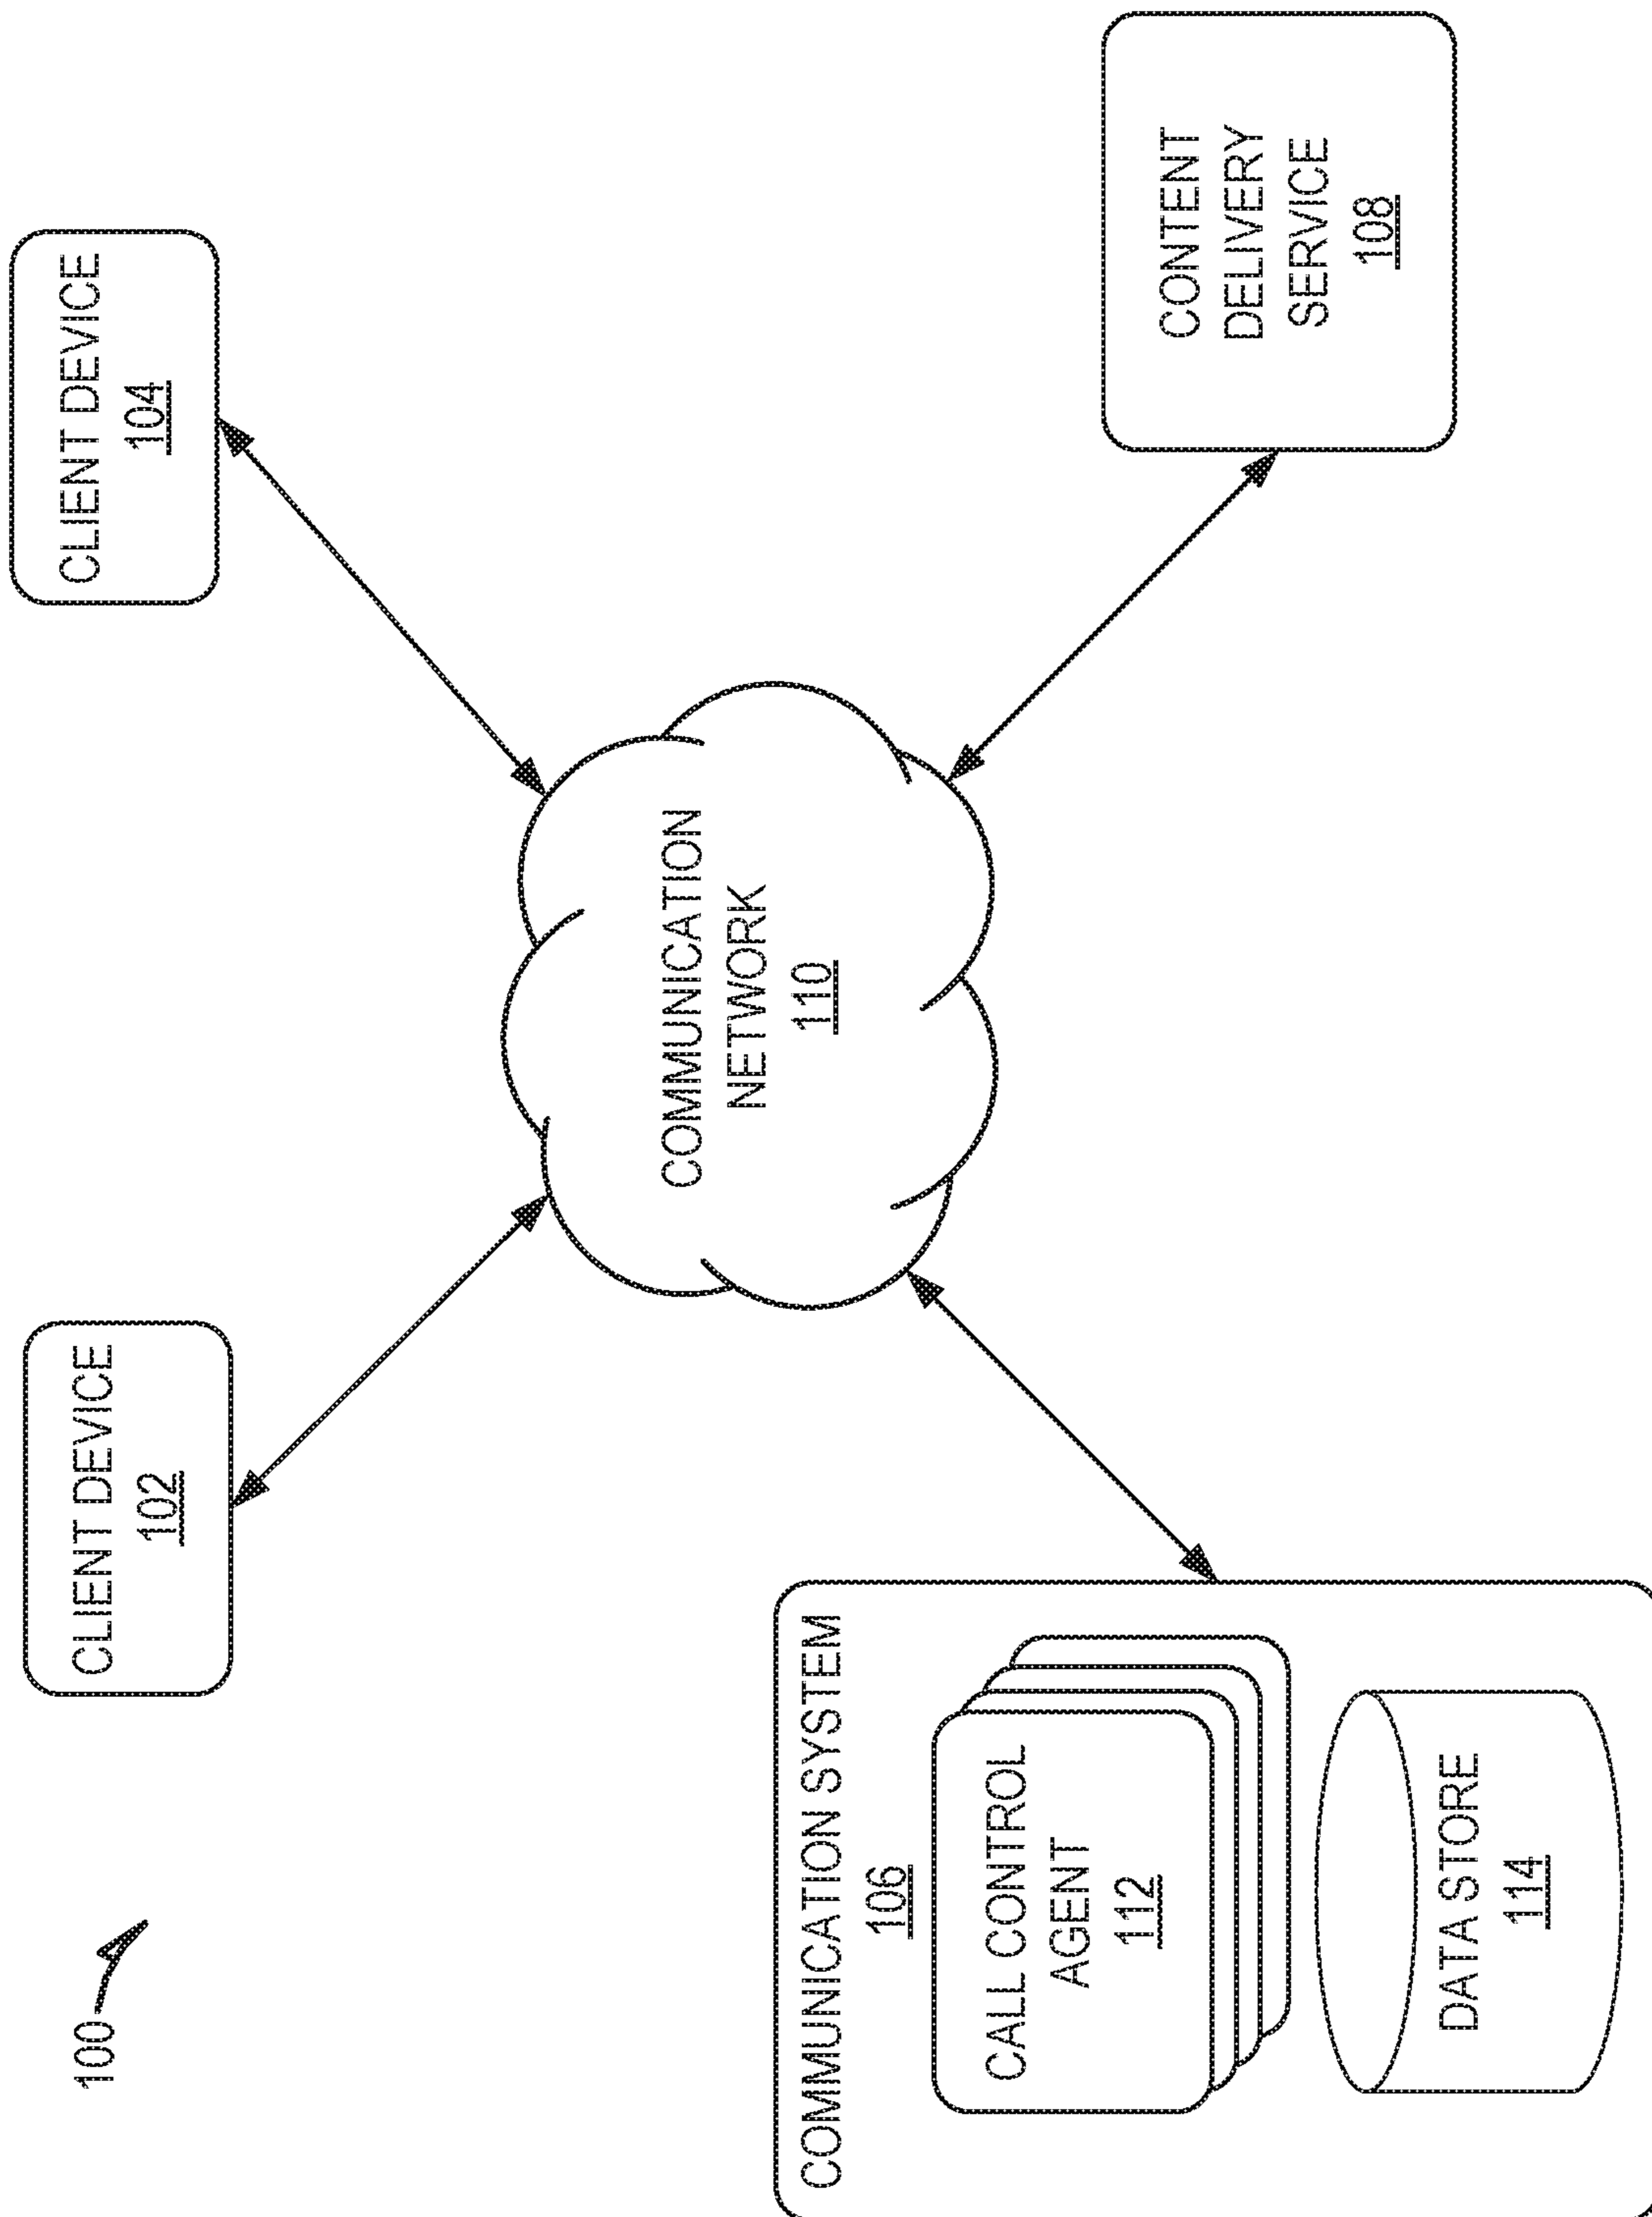 100
CLIENT DEVICE
102
CLIENT DEVICE
104
COMMUNICATION
NETWORK
110
COMMUNICATION SYSTEM
106
CALL CONTROL
AGENT
112
DATA STORE
114
CONTENT
DELIVERY
SERVICE
108